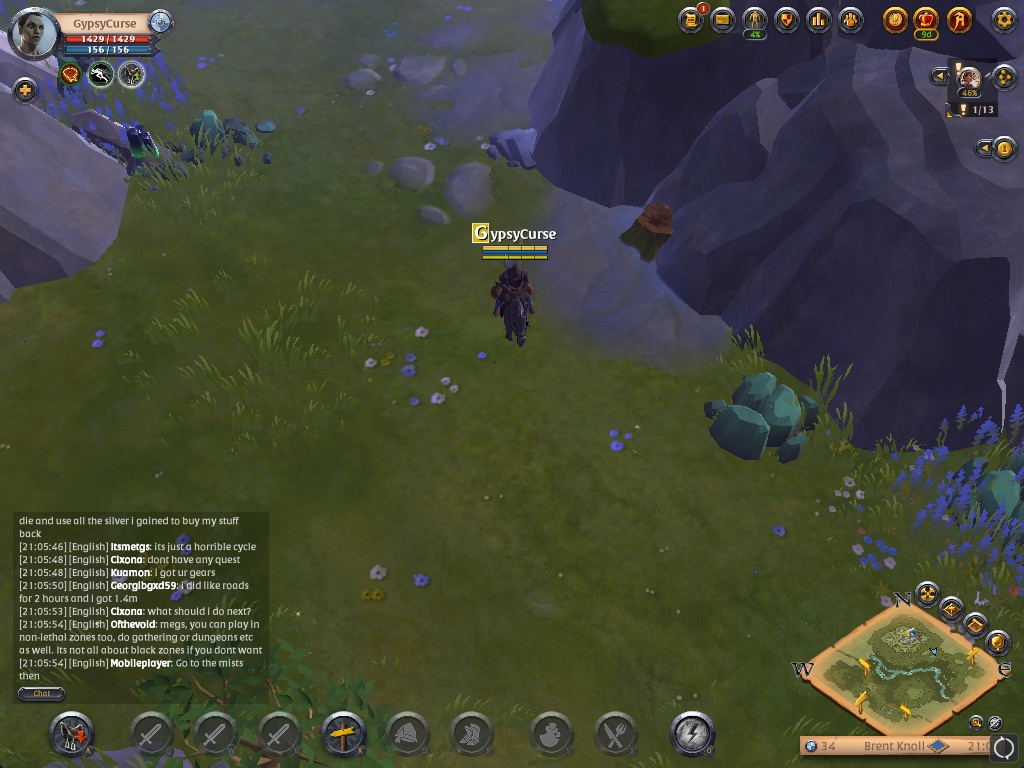 GypsyCurse
1429 / 1429
156 / 156
1
4%
9d
46%
1/13
GypsyCurse
die and use all the silver i gained to buy my stuff
back
[21:05:46] [English] Itsmetgs: its just a horrible cycle
[21:05:48] [English] Cixona: dont have any quest
[21:05:48] [English] Kuamon: i got ur gears
[21:05:50] [English] Georgibgxd59: i did like roads
for 2 hours and i got 1.4m
[21:05:53] [English] Cixona: what should i do next?
[21:05:54] [English] Ofthevold: megs, you can play in
non-lethal zones too, do gathering or dungeons etc
as well. Its not all about black zones if you dont want
[21:05:54] [English] Mobileplayer: Go to the mists
then
Chat
N
W
E
A
Q
W
E
R
34
Brent Knoll